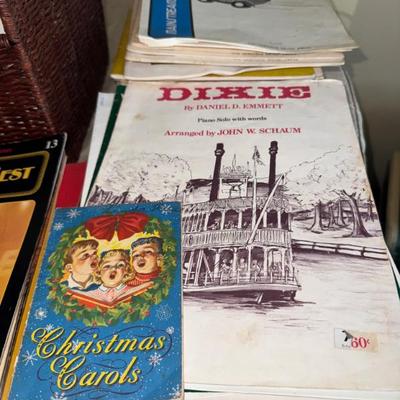 DIXIE
By DANIEL D. EMMETT
Piano Solo with words
Arranged by JOHN W. SCHAUM
13
EST
60¢
Christmas
Carols